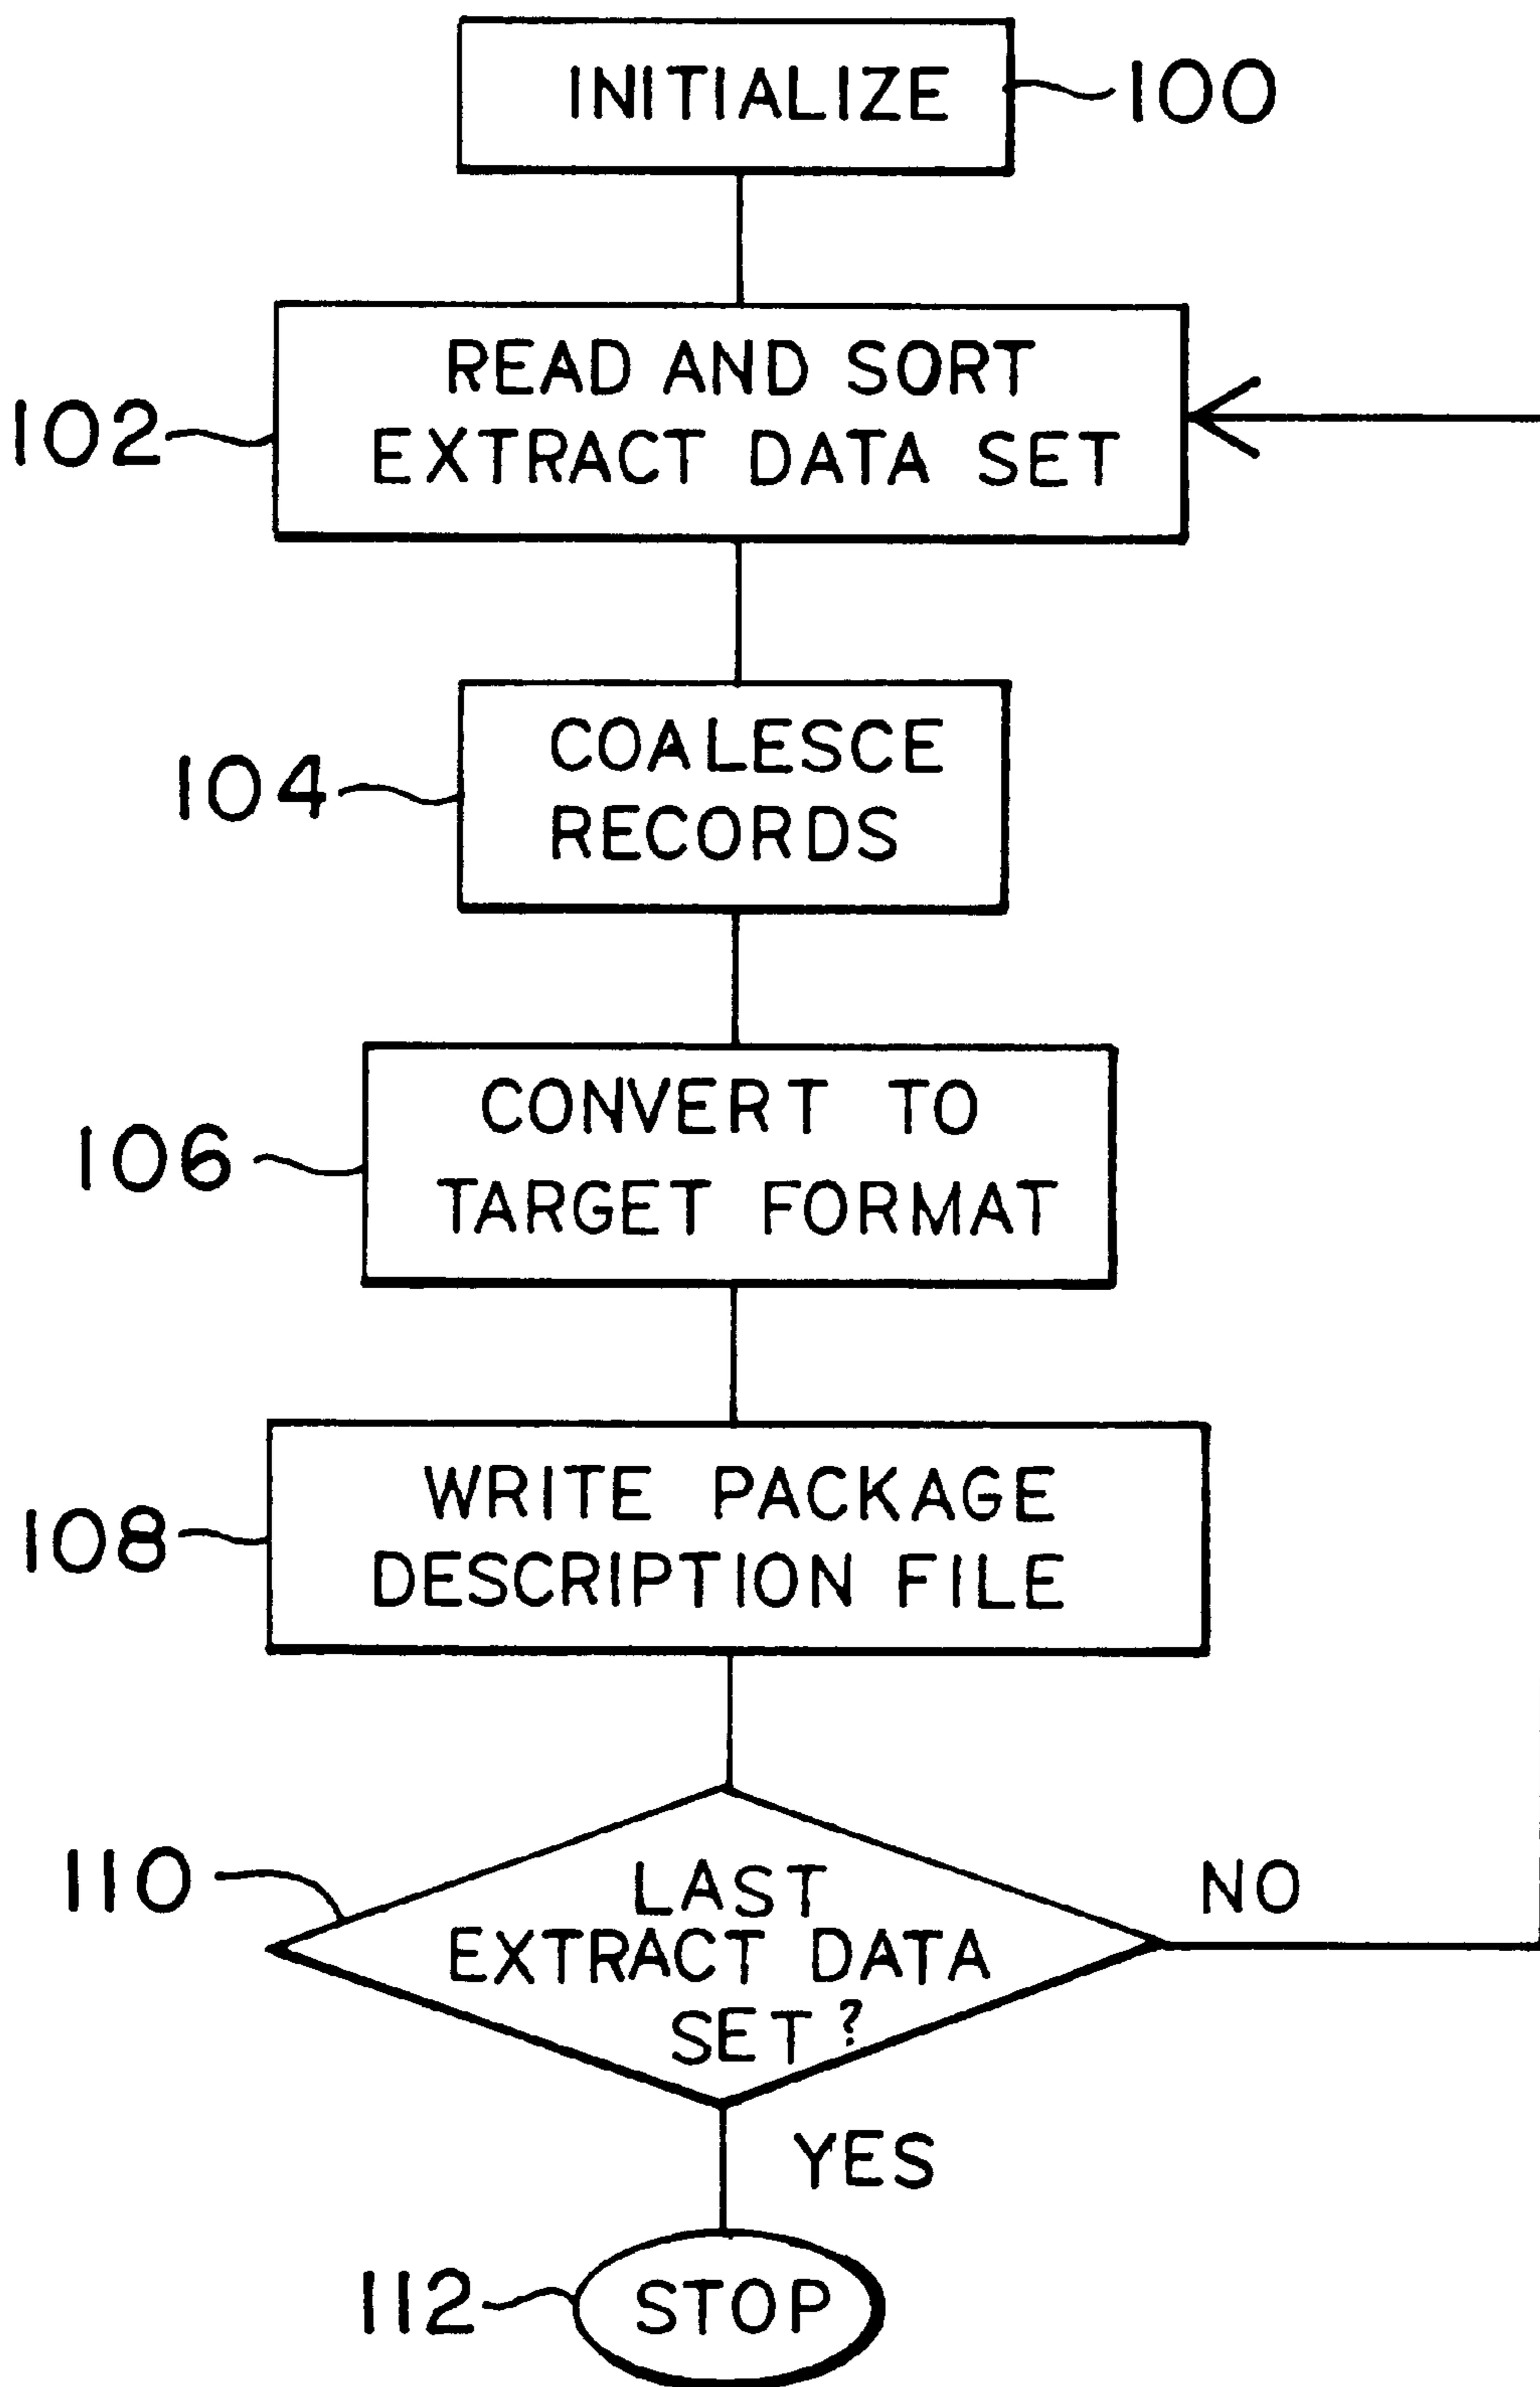 INITIALIZE
100
READ AND SORT
EXTRACT DATA SET
102
COALESCE
RECORDS
104
CONVERT TO
TARGET FORMAT
106
WRITE PACKAGE
DESCRIPTION FILE
108
LAST
EXTRACT DATA
SET?
110
NO
YES
STOP
112